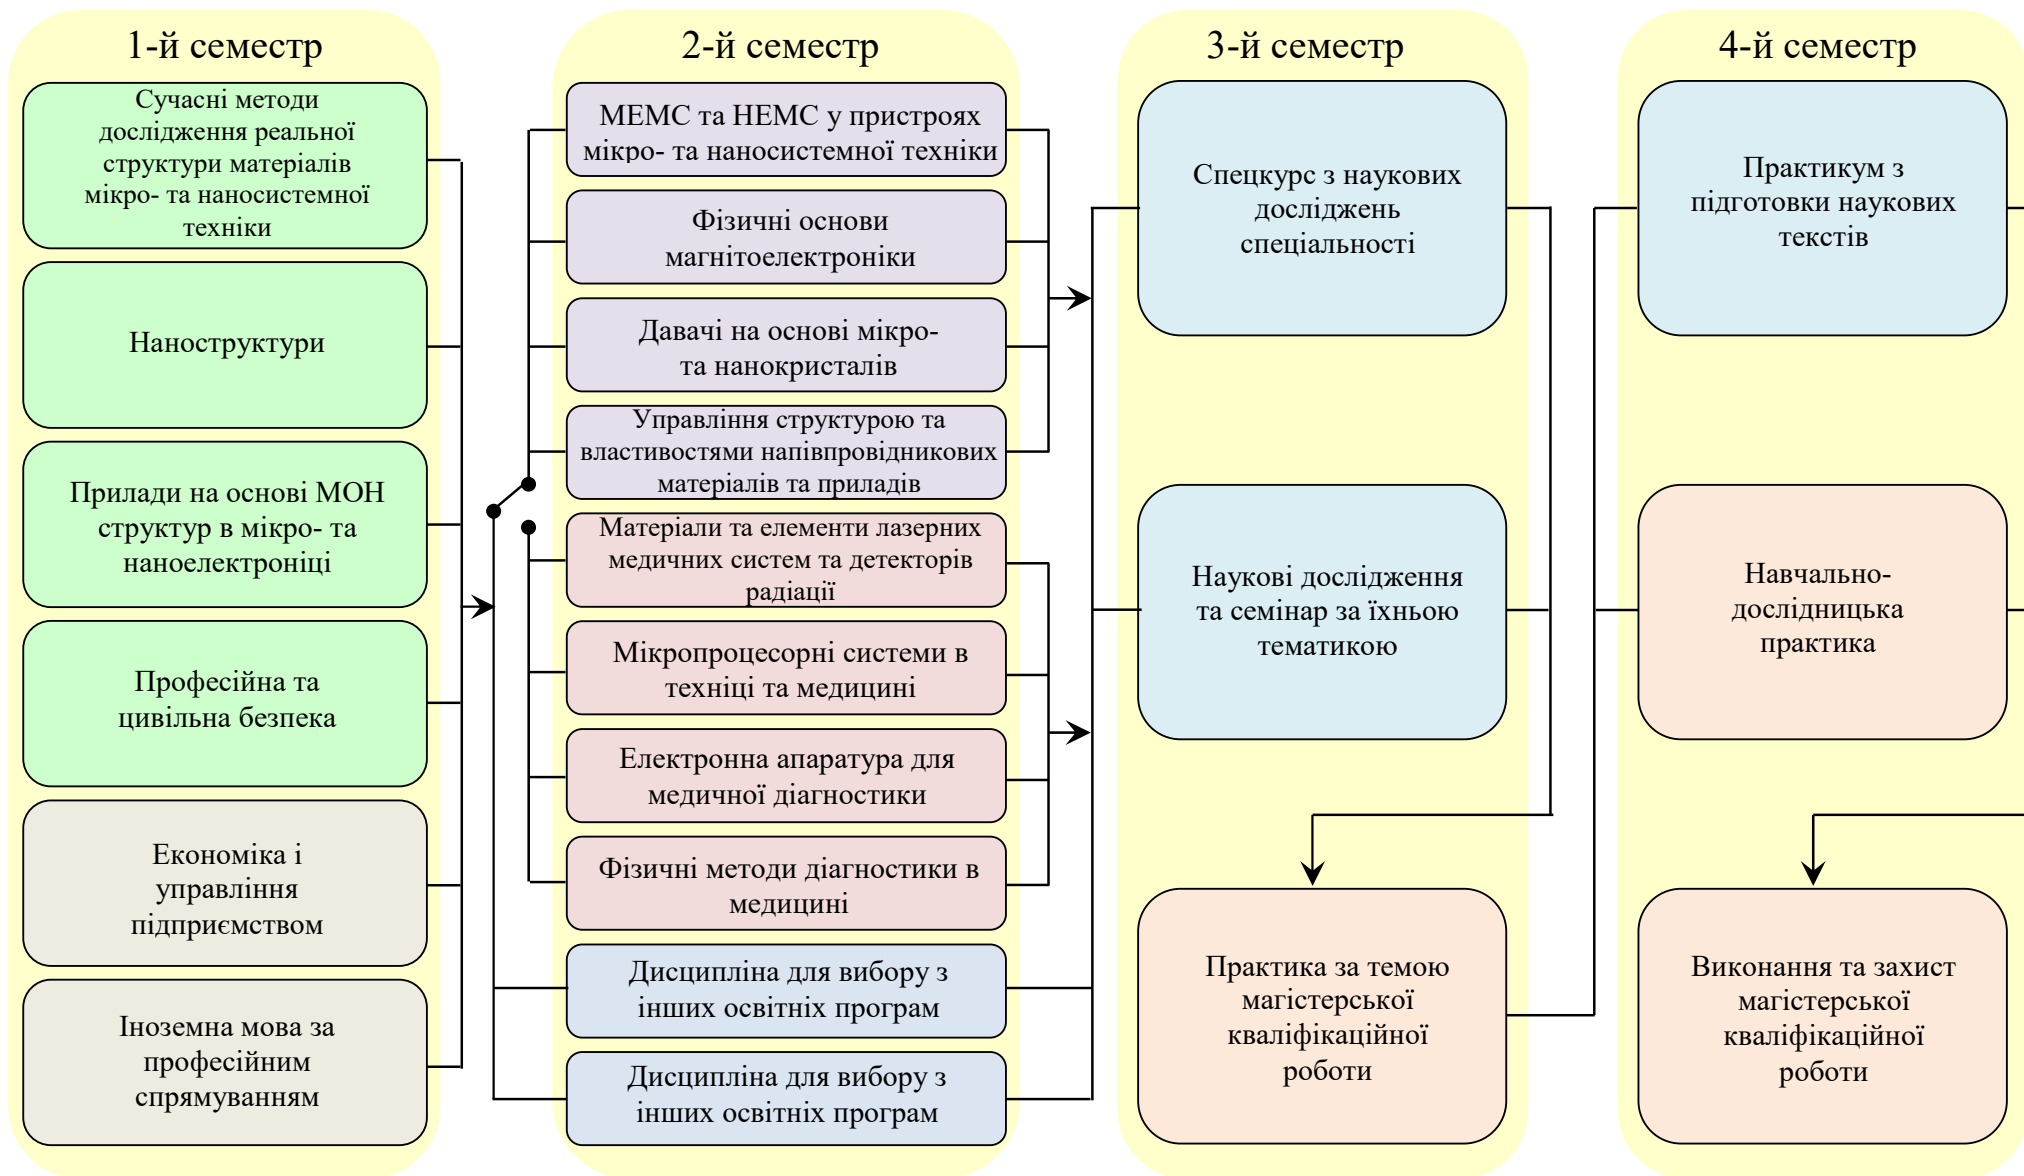 1-й семестр
Сучасні методи
дослідження реальної
структури матеріалів
мікро- та наносистемної
техніки
Наноструктури
Прилади на основі МОН
структур в мікро- та
наноелектроніці
Професійна та
цивільна безпека
Економіка і
управління
підприємством
Іноземна мова за
професійним
спрямуванням
2-й семестр
МЕМС та НЕМС у пристроях
мікро- та наносистемної техніки
Фізичні основи
магнітоелектроніки
Давачі на основі мікро-
та нанокристалів
Управління структурою та
властивостями напівпровідникових
матеріалів та приладів
Матеріали та елементи лазерних
медичних систем та детекторів
радіації
Мікропроцесорні системи в
техніці та медицині
Електронна апаратура для
медичної діагностики
Фізичні методи діагностики в
медицині
Дисципліна для вибору з
інших освітніх програм
Дисципліна для вибору з
інших освітніх програм
3-й семестр
Спецкурс з наукових
досліджень
спеціальності
Наукові дослідження
та семінар за їхньою
тематикою
Практика за темою
магістерської
кваліфікаційної
роботи
4-й семестр
Практикум з
підготовки наукових
текстів
Навчально-
дослідницька
практика
Виконання та захист
магістерської
кваліфікаційної
роботи